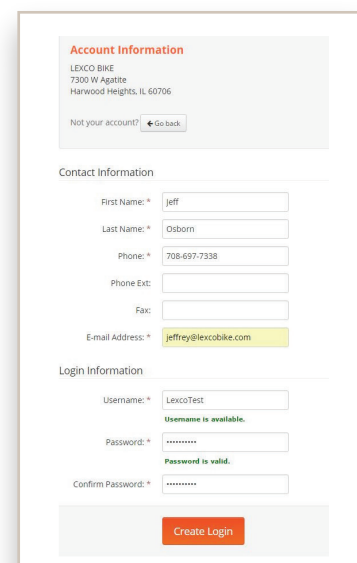 Account Information
LEXCO BIKE
7300 W Agatite
Harwood Heights, IL 60706
Not your account? Go back
Contact Information
First Name: * Jeff
Last Name: * Osborn
Phone: * 708-697-7338
Phone Ext:
Fax:
E-mail Address: * jeffrey@lexcobike.com
Login Information
Username: * LexcoTest
Username is available.
Password: * ••••••••••
Password is valid.
Confirm Password: * ••••••••••
Create Login